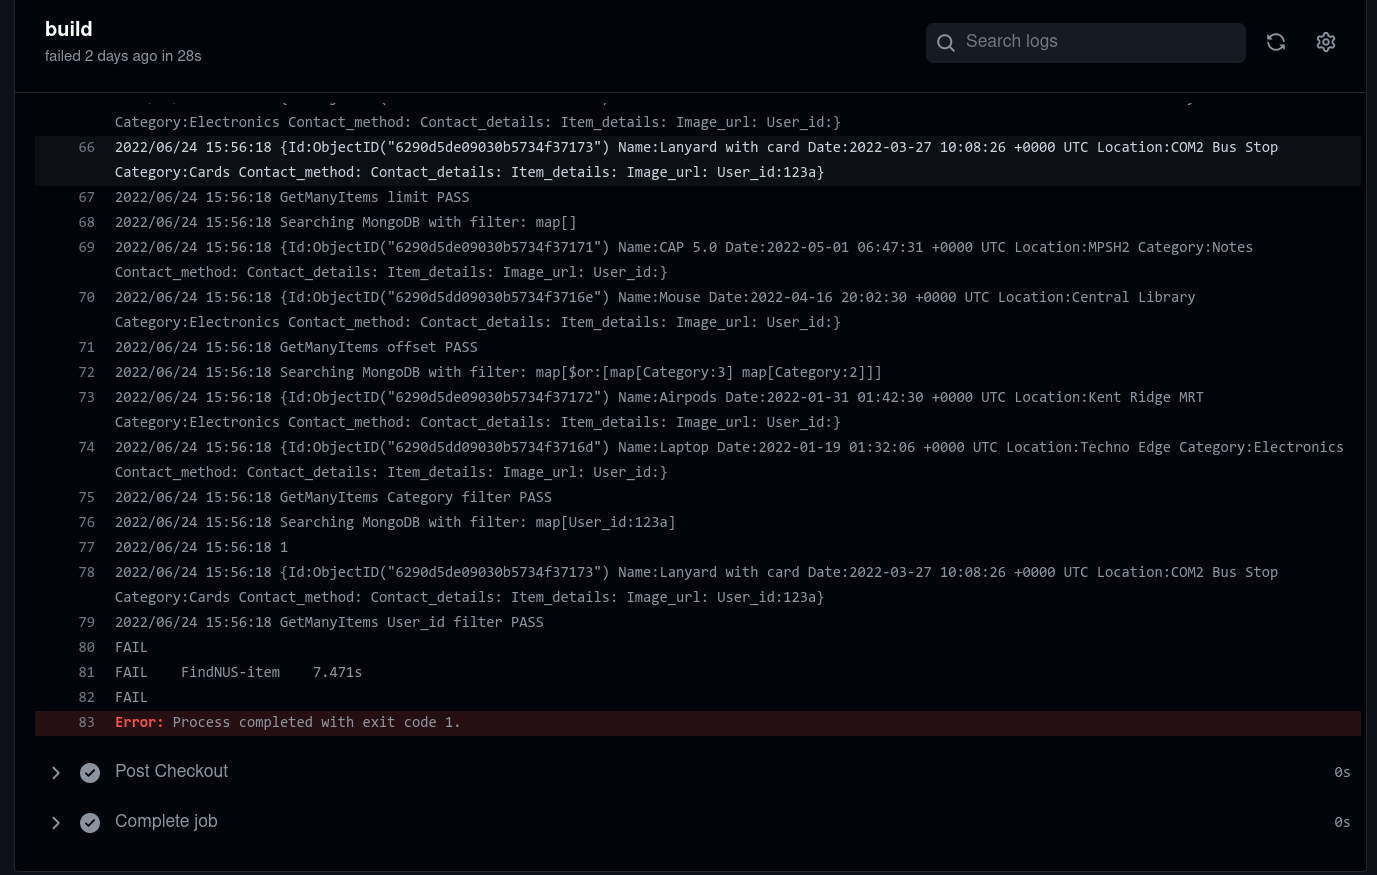 build
failed 2 days ago in 28s
Search logs
Category:Electronics Contact_method: Contact_details: Item_details: Image_url: User_id:}
66 2022/06/24 15:56:18 {Id:ObjectID("6290d5de09030b5734f37173") Name:Lanyard with card Date:2022-03-27 10:08:26 +0000 UTC Location:COM2 Bus Stop
Category:Cards Contact_method: Contact_details: Item_details: Image_url: User_id:123a}
67 2022/06/24 15:56:18 GetManyItems limit PASS
68 2022/06/24 15:56:18 Searching MongoDB with filter: map[]
69 2022/06/24 15:56:18 {Id:ObjectID("6290d5de09030b5734f37171") Name:CAP 5.0 Date:2022-05-01 06:47:31 +0000 UTC Location:MPSH2 Category:Notes
Contact_method: Contact_details: Item_details: Image_url: User_id:}
70 2022/06/24 15:56:18 {Id:ObjectID("6290d5dd09030b5734f3716e") Name:Mouse Date:2022-04-16 20:02:30 +0000 UTC Location:Central Library
Category:Electronics Contact_method: Contact_details: Item_details: Image_url: User_id:}
71 2022/06/24 15:56:18 GetManyItems offset PASS
72 2022/06/24 15:56:18 Searching MongoDB with filter: map[$or:[map[Category:3] map[Category:2]]]
73 2022/06/24 15:56:18 {Id:ObjectID("6290d5de09030b5734f37172") Name:Airpods Date:2022-01-31 01:42:30 +0000 UTC Location:Kent Ridge MRT
Category:Electronics Contact_method: Contact_details: Item_details: Image_url: User_id:}
74 2022/06/24 15:56:18 {Id:ObjectID("6290d5dd09030b5734f3716d") Name:Laptop Date:2022-01-19 01:32:06 +0000 UTC Location:Techno Edge Category:Electronics
Contact_method: Contact_details: Item_details: Image_url: User_id:}
75 2022/06/24 15:56:18 GetManyItems Category filter PASS
76 2022/06/24 15:56:18 Searching MongoDB with filter: map[User_id:123a]
77 2022/06/24 15:56:18 1
78 2022/06/24 15:56:18 {Id:ObjectID("6290d5de09030b5734f37173") Name:Lanyard with card Date:2022-03-27 10:08:26 +0000 UTC Location:COM2 Bus Stop
Category:Cards Contact_method: Contact_details: Item_details: Image_url: User_id:123a}
79 2022/06/24 15:56:18 GetManyItems User_id filter PASS
80 FAIL
81 FAIL FindNUS-item 7.471s
82 FAIL
83 Error: Process completed with exit code 1.
Post Checkout 0s
Complete job 0s